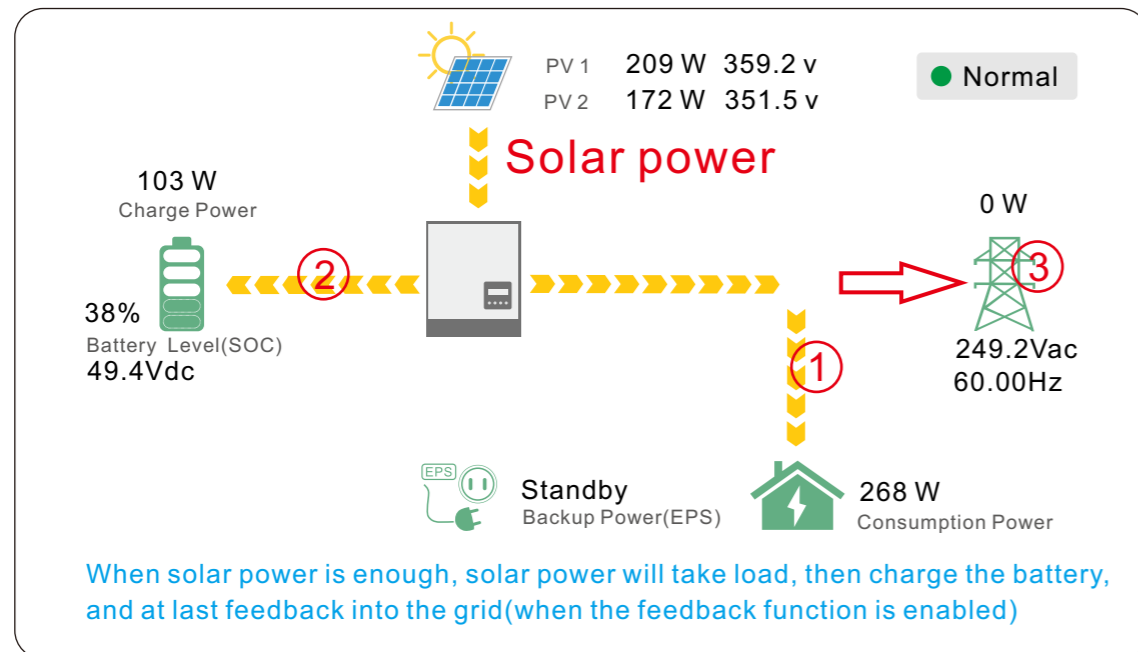 PV 1 209 W 359.2 v
PV 2 172 W 351.5 v
Normal
Solar power
103 W
Charge Power
0 W
2
3
38%
Battery Level(SOC)
49.4Vdc
249.2Vac
60.00Hz
1
EPS
Standby
Backup Power(EPS)
268 W
Consumption Power
When solar power is enough, solar power will take load, then charge the battery,
and at last feedback into the grid(when the feedback function is enabled)